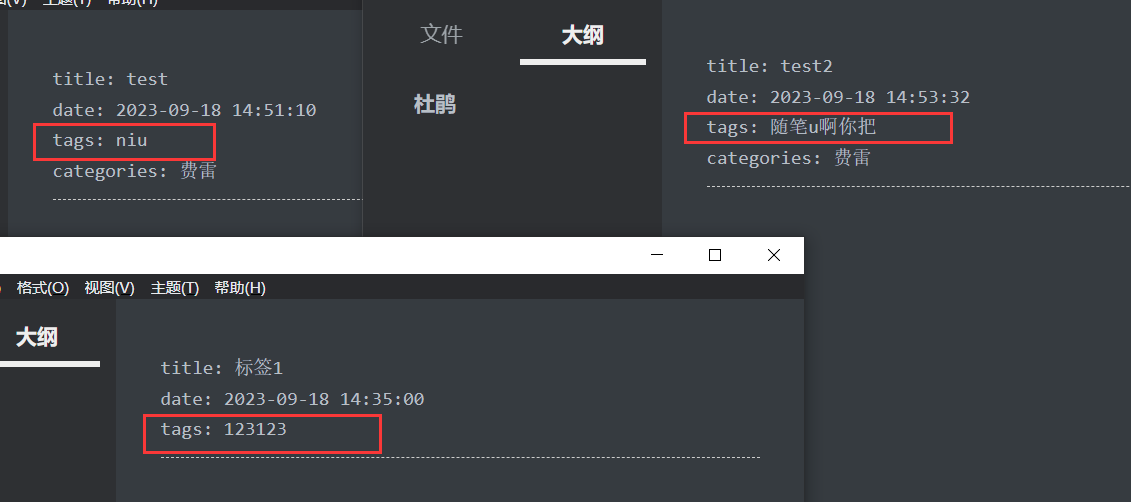 主题(T) 帮助(H)
title: test
date: 2023-09-18 14:51:10
tags: niu
categories: 费雷
文件 大纲
杜鹃
title: test2
date: 2023-09-18 14:53:32
tags: 随笔u啊你把
categories: 费雷
格式(O) 视图(V) 主题(T) 帮助(H)
大纲
title: 标签1
date: 2023-09-18 14:35:00
tags: 123123